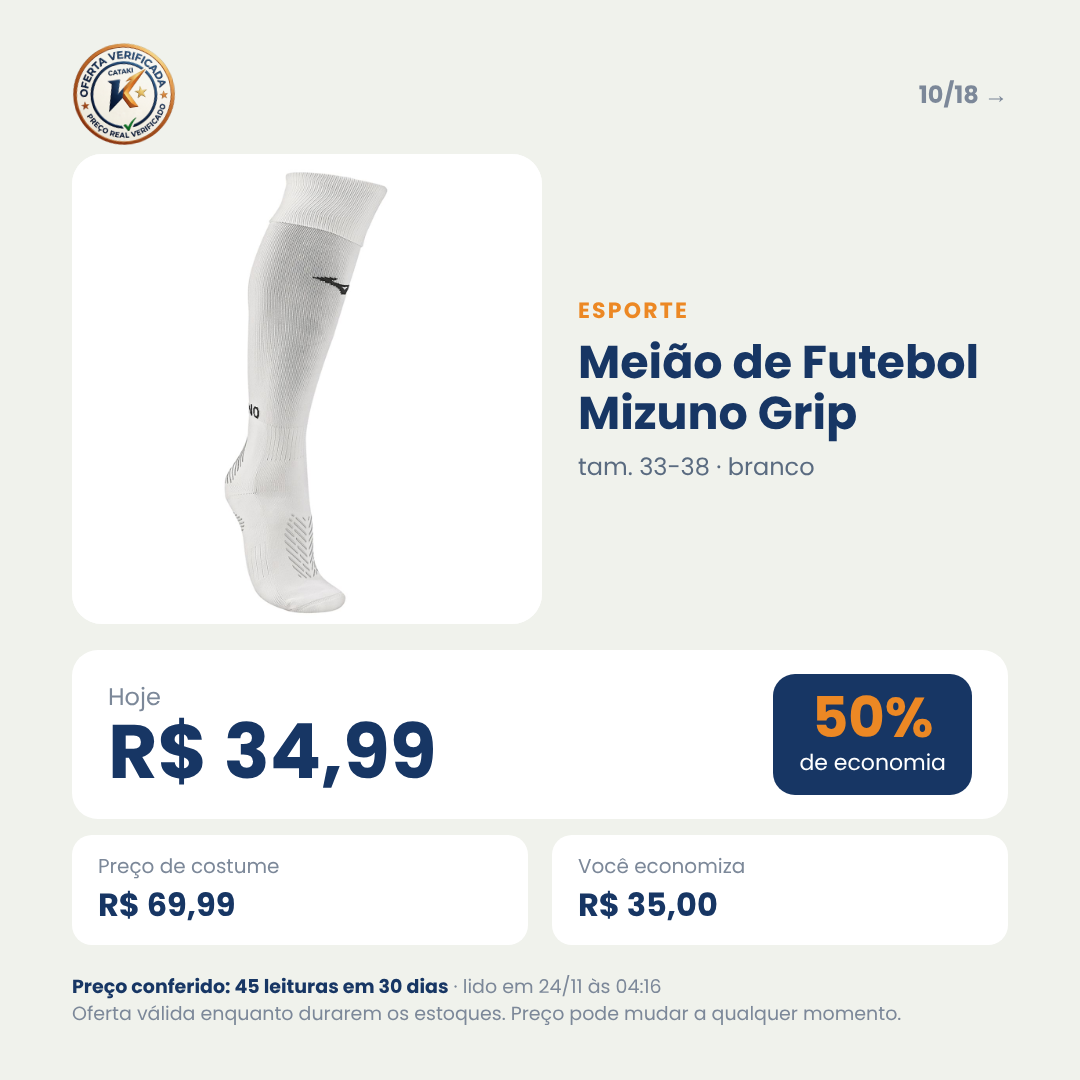 OFERTA VERIFICADA
CATAKI
K
PREÇO REAL VERIFICADO
10/18 →
ESPORTE
Meião de Futebol
Mizuno Grip
tam. 33-38 · branco
NO
Hoje
R$ 34,99
50%
de economia
Preço de costume
R$ 69,99
Você economiza
R$ 35,00
Preço conferido: 45 leituras em 30 dias · lido em 24/11 às 04:16
Oferta válida enquanto durarem os estoques. Preço pode mudar a qualquer momento.